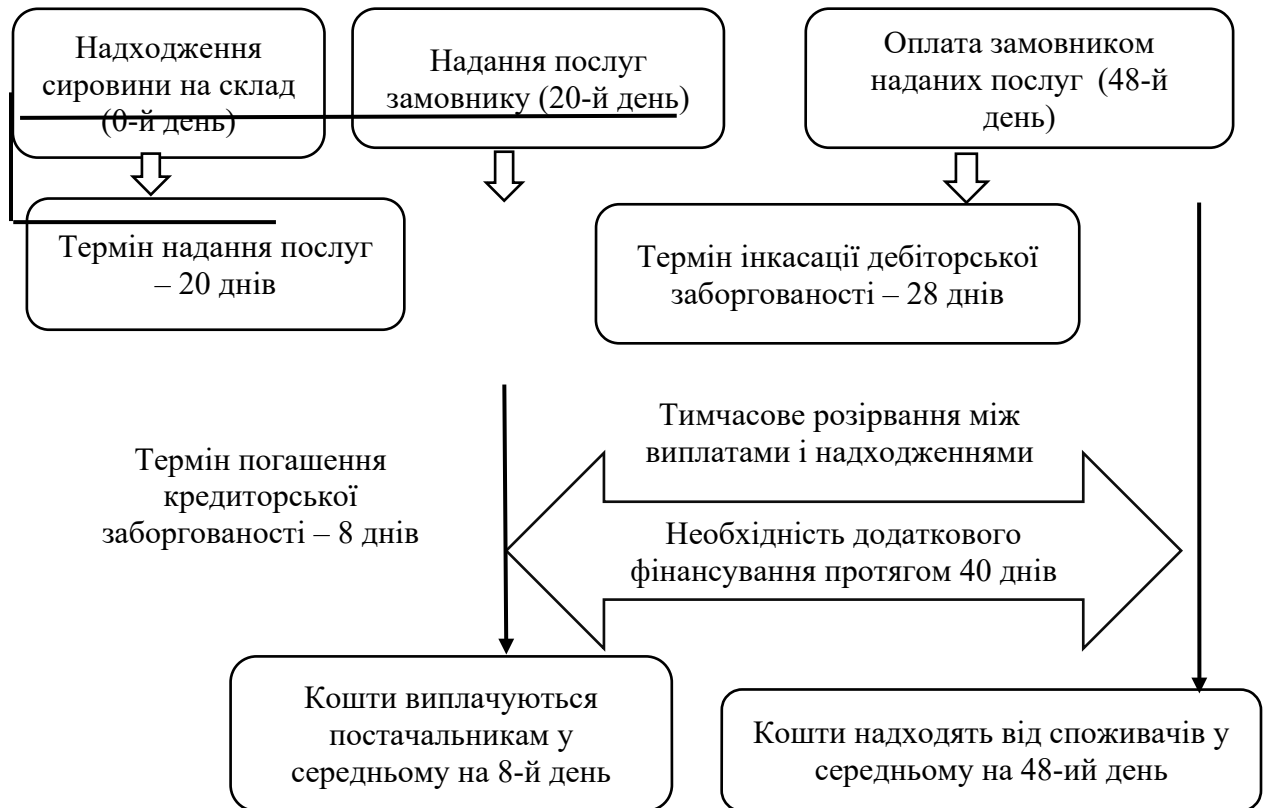 Надходження
сировини на склад
(0-й день)
Надання послуг
замовнику (20-й день)
Оплата замовником
наданих послуг (48-й
день)
Термін надання послуг
– 20 днів
Термін інкасації дебіторської
заборгованості – 28 днів
Термін погашення
кредиторської
заборгованості – 8 днів
Тимчасове розірвання між
виплатами і надходженнями
Необхідність додаткового
фінансування протягом 40 днів
Кошти виплачуються
постачальникам у
середньому на 8-й день
Кошти надходять від споживачів у
середньому на 48-ий день